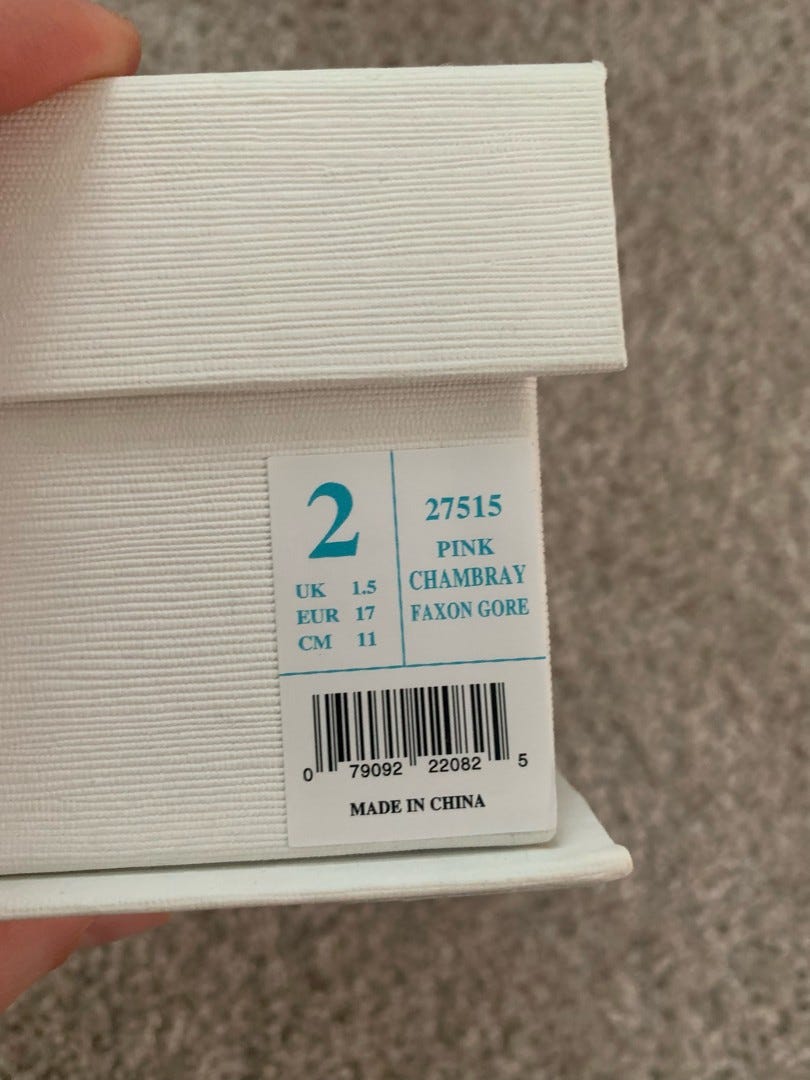 2
UK 1.5
EUR 17
CM 11
27515
PINK
CHAMBRAY
FAXON GORE
0 79092 22082 5
MADE IN CHINA